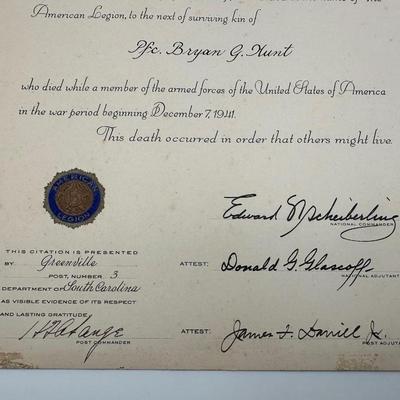 American Legion, to the next of surviving kin of
Pfc. Bryan G. Hunt
who died while a member of the armed forces of the United States of America
in the war period beginning December 7, 1941.
This death occurred in order that others might live.
AMERICAN
LEGION
Edward N Scheiberling
NATIONAL COMMANDER
THIS CITATION IS PRESENTED
BY Greenville
POST, NUMBER 3
ATTEST: Donald G. Glascoff
NATIONAL ADJUTANT
DEPARTMENT OF South Carolina
AS VISIBLE EVIDENCE OF ITS RESPECT
AND LASTING GRATITUDE
POST COMMANDER
ATTEST: James F. Davill Jr.
POST ADJUTANT